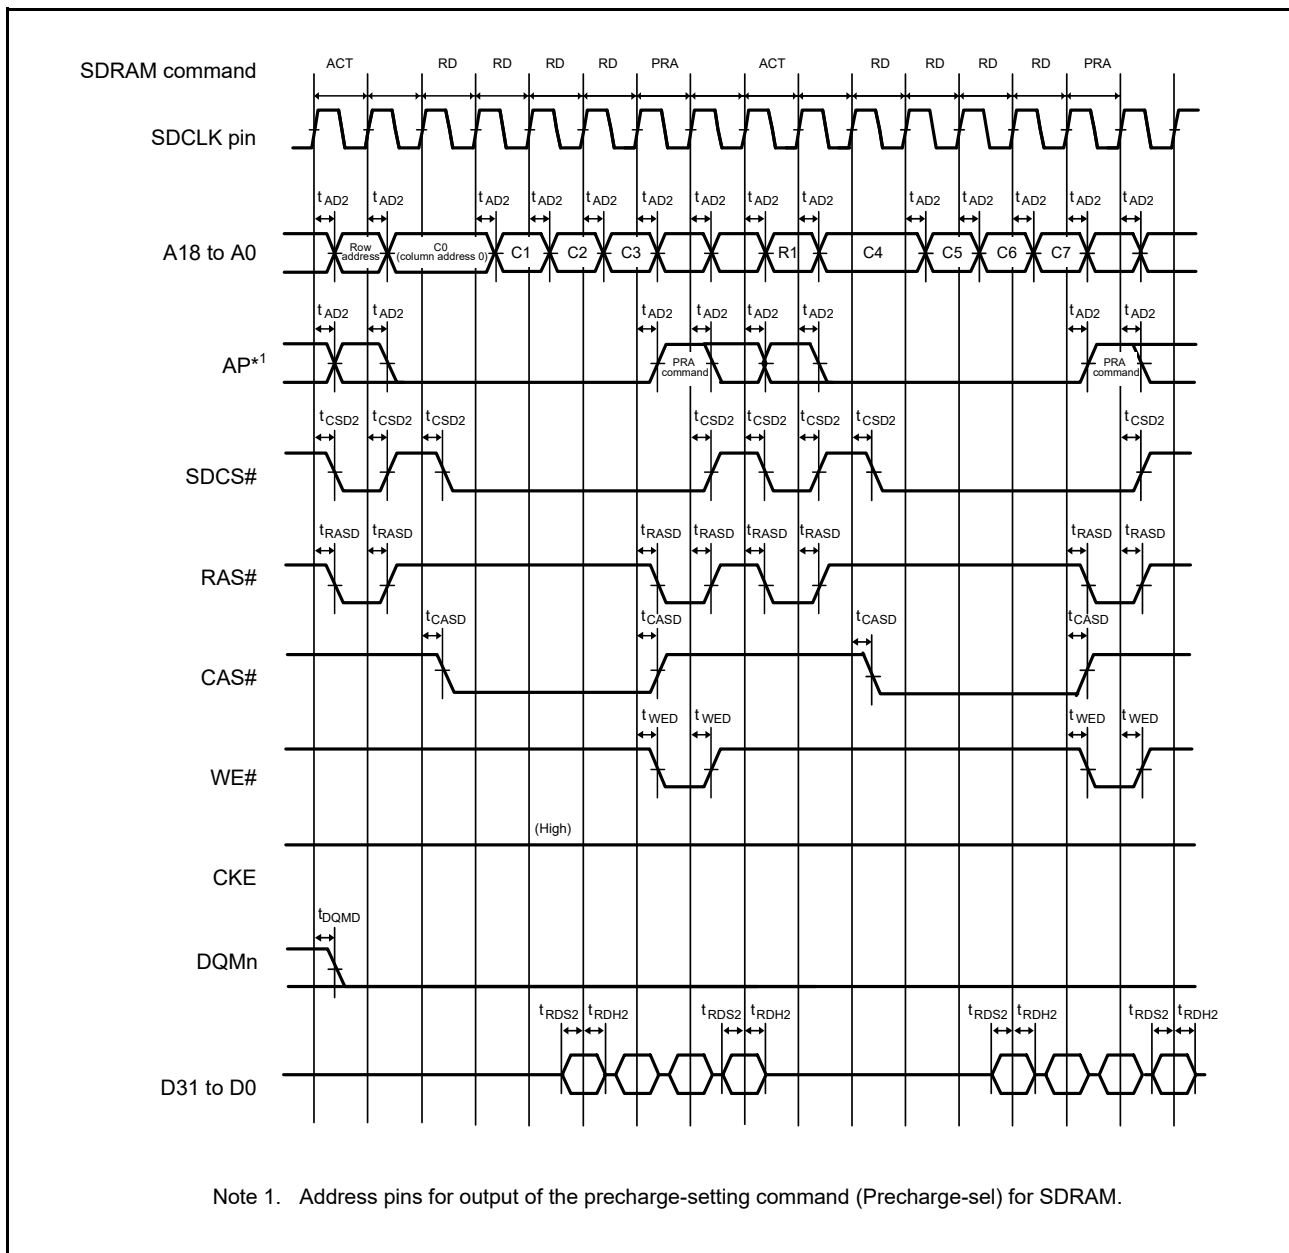 SDRAM command ACT RD RD RD RD PRA ACT RD RD RD RD PRA
SDCLK pin
tAD2 tAD2 tAD2 tAD2 tAD2 tAD2 tAD2 tAD2 tAD2 tAD2 tAD2 tAD2 tAD2 tAD2
A18 to A0 Row address C0 (column address 0) C1 C2 C3 R1 C4 C5 C6 C7
tAD2 tAD2 tAD2 tAD2 tAD2 tAD2 tAD2 tAD2
AP*1 PRA command PRA command
tCSD2 tCSD2 tCSD2 tCSD2 tCSD2 tCSD2 tCSD2 tCSD2
SDCS#
tRASD tRASD tRASD tRASD tRASD tRASD tRASD tRASD
RAS#
tCASD tCASD tCASD tCASD
CAS#
tWED tWED tWED tWED
WE#
(High)
CKE
tDQMD
DQMn
tRDS2 tRDH2 tRDS2 tRDH2 tRDS2 tRDH2 tRDS2 tRDH2
D31 to D0
Note 1. Address pins for output of the precharge-setting command (Precharge-sel) for SDRAM.